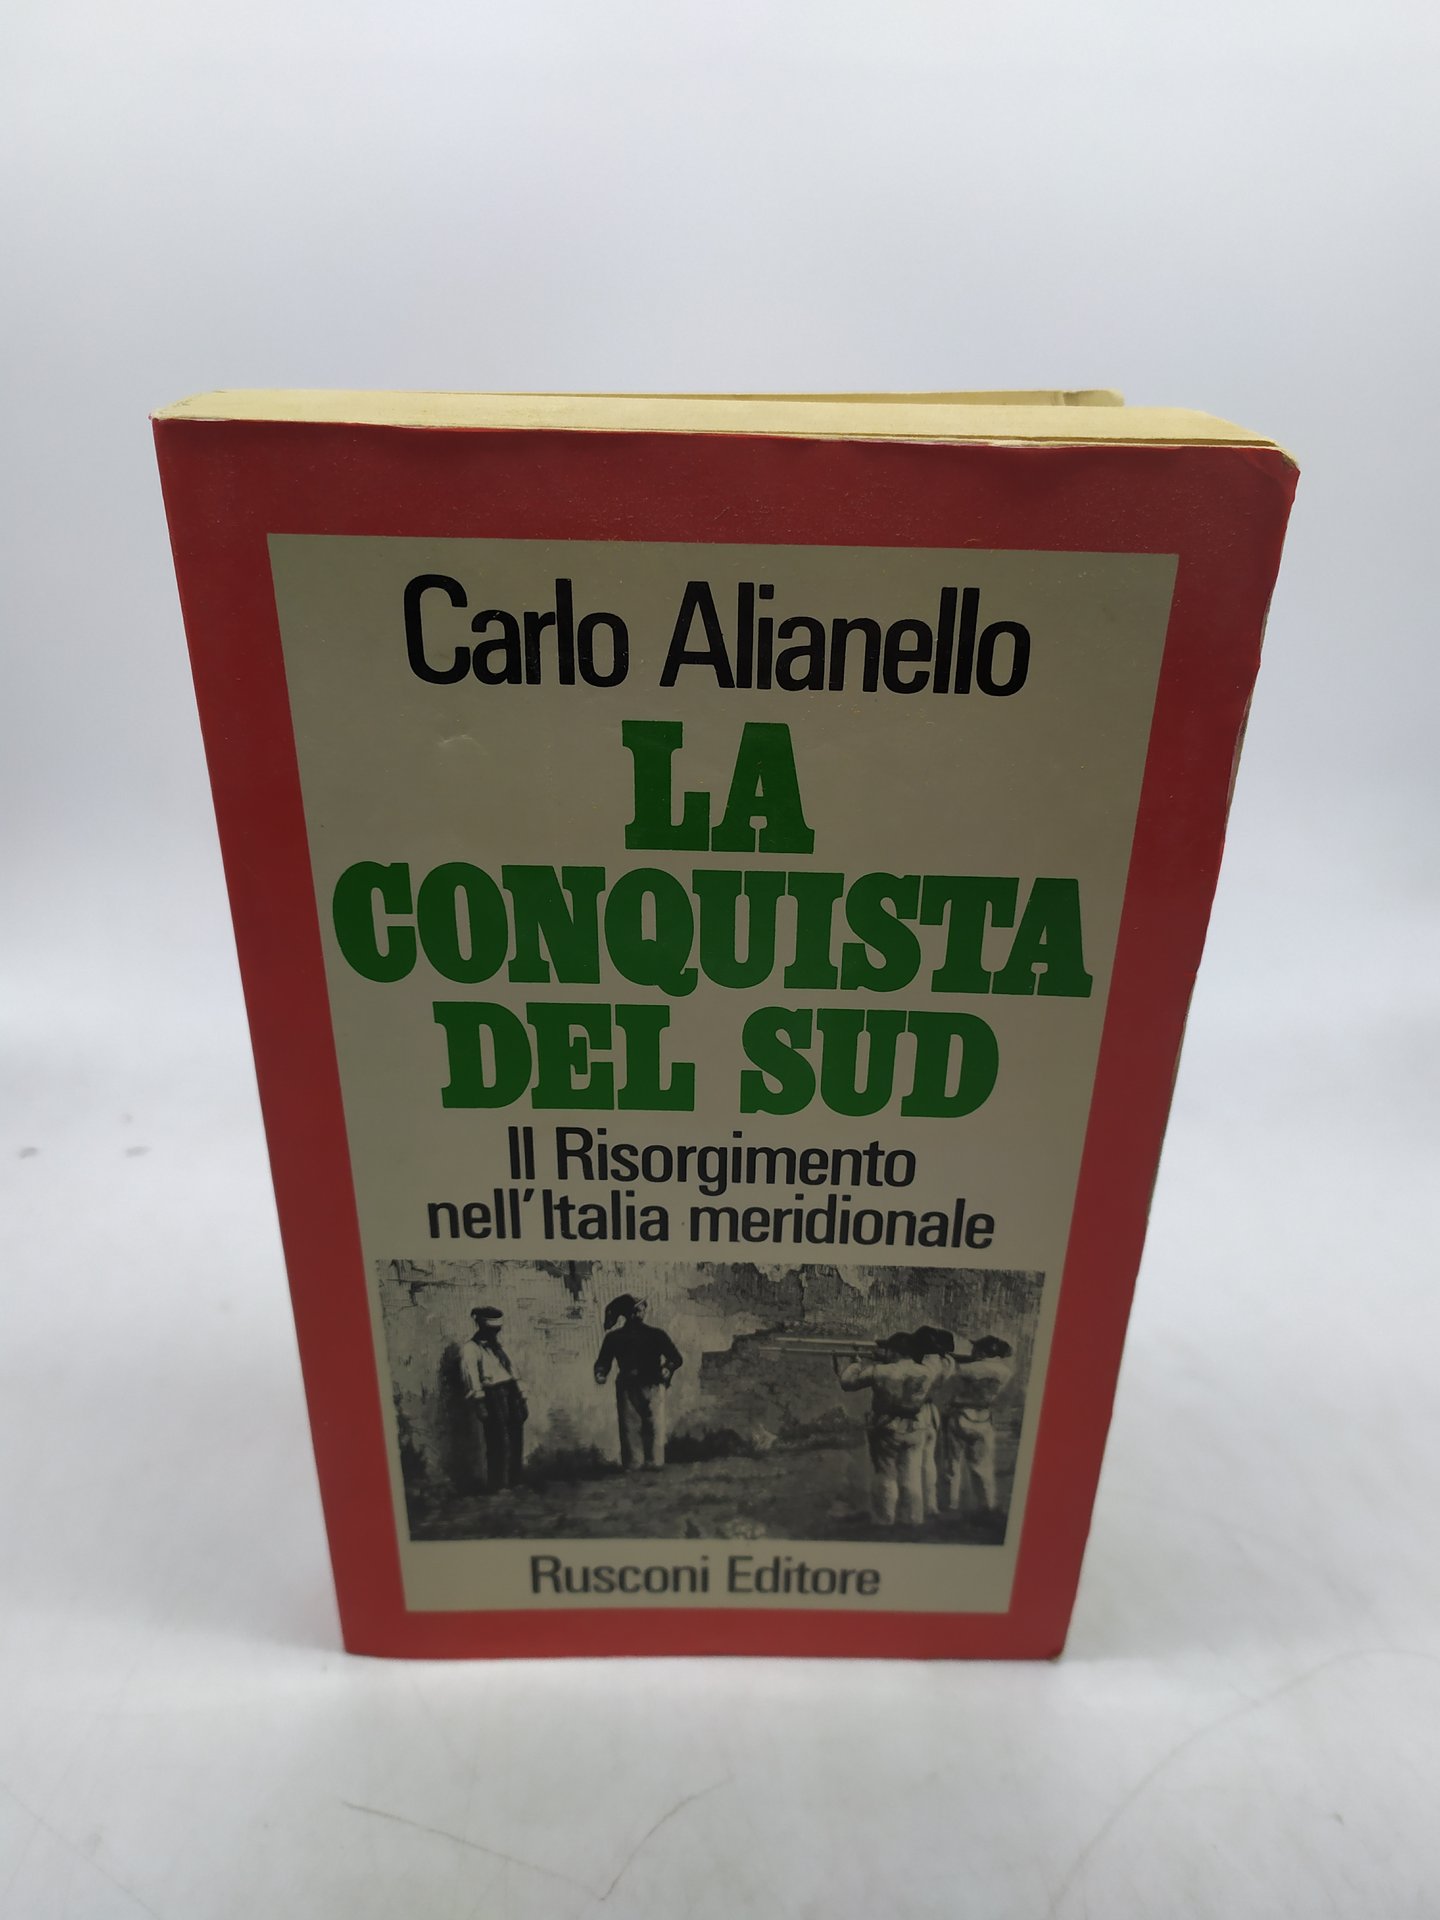 Carlo Alianello
LA
CONQUISTA
DEL SUD
Il Risorgimento
nell'Italia meridionale
Rusconi Editore